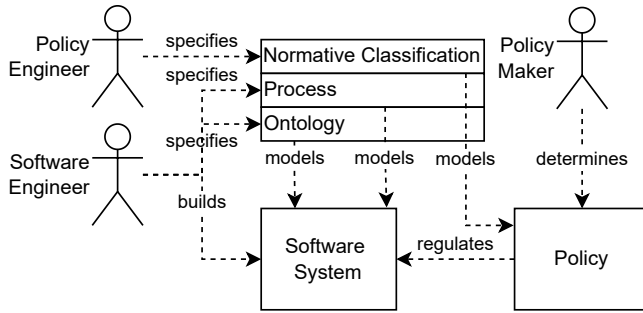 Policy
Engineer
specifies
Normative Classification
Policy
Maker
specifies
Process
Ontology
specifies
Software
Engineer
models
models
models
determines
builds
Software
System
regulates
Policy